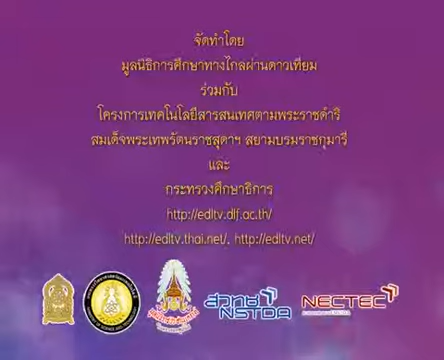 จัดทำโดย
มูลนิธิการศึกษาทางไกลผ่านดาวเทียม
ร่วมกับ
โครงการเทคโนโลยีสารสนเทศตามพระราชดำริ
สมเด็จพระเทพรัตนราชสุดาฯ สยามบรมราชกุมารี
และ
กระทรวงศึกษาธิการ
http://edltv.dlf.ac.th/
http://edltv.thai.net/, http://edltv.net/
สวทช NSTDA
NECTEC